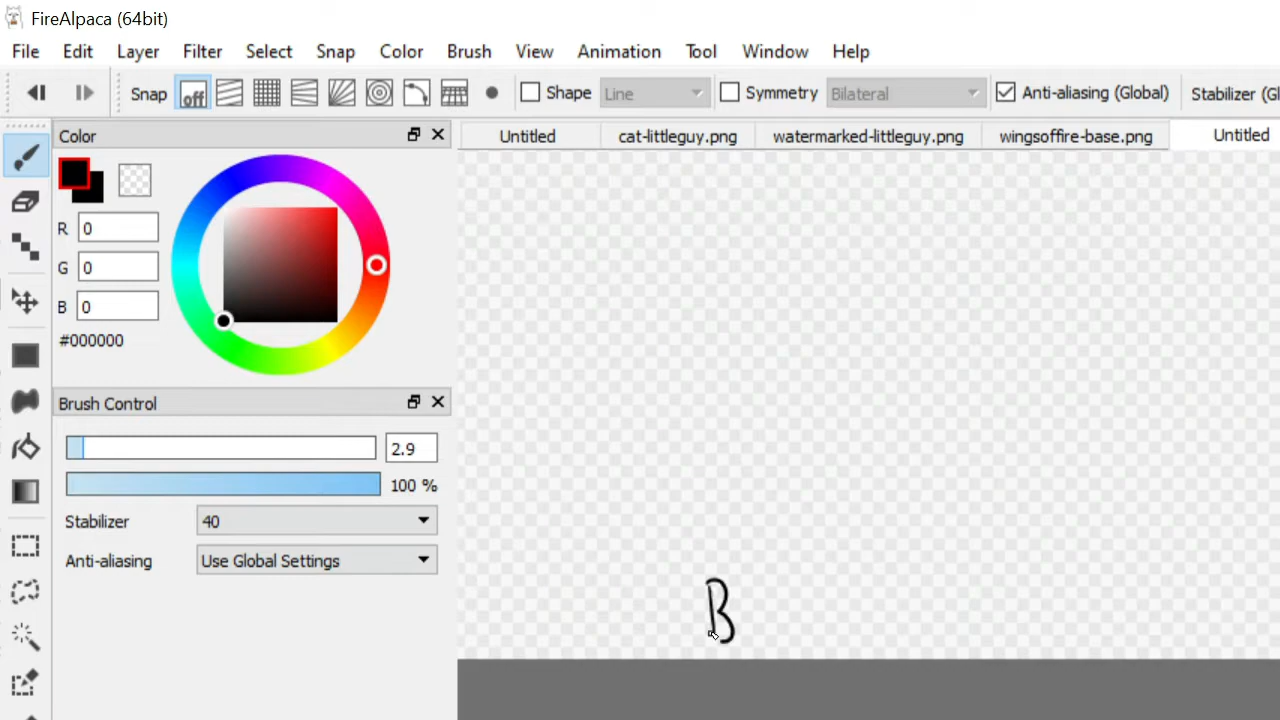 FireAlpaca (64bit)
File Edit Layer Filter Select Snap Color Brush View Animation Tool Window Help
Snap off Shape Line Symmetry Bilateral Anti-aliasing (Global) Stabilizer (Gl
Color
Untitled cat-littleguy.png watermarked-littleguy.png wingsoffire-base.png Untitled
R 0
G 0
B 0
#000000
Brush Control
2.9
100 %
Stabilizer 40
Anti-aliasing Use Global Settings
B